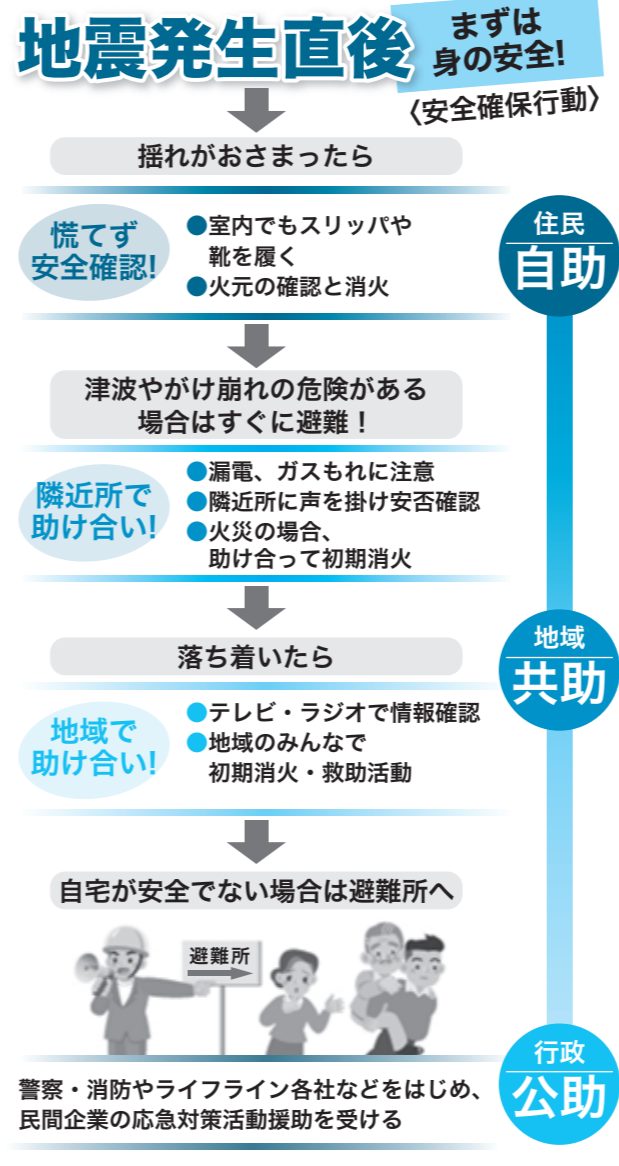 地震発生直後
まずは
身の安全!
〈安全確保行動〉
揺れがおさまったら
慌てず
安全確認!
●室内でもスリッパや
靴を履く
●火元の確認と消火
住民
自助
津波やがけ崩れの危険がある
場合はすぐに避難！
隣近所で
助け合い!
●漏電、ガスもれに注意
●隣近所に声を掛け安否確認
●火災の場合、
助け合って初期消火
落ち着いたら
地域
共助
地域で
助け合い!
●テレビ・ラジオで情報確認
●地域のみんなで
初期消火・救助活動
自宅が安全でない場合は避難所へ
避難所
警察・消防やライフライン各社などをはじめ、
民間企業の応急対策活動援助を受ける
行政
公助